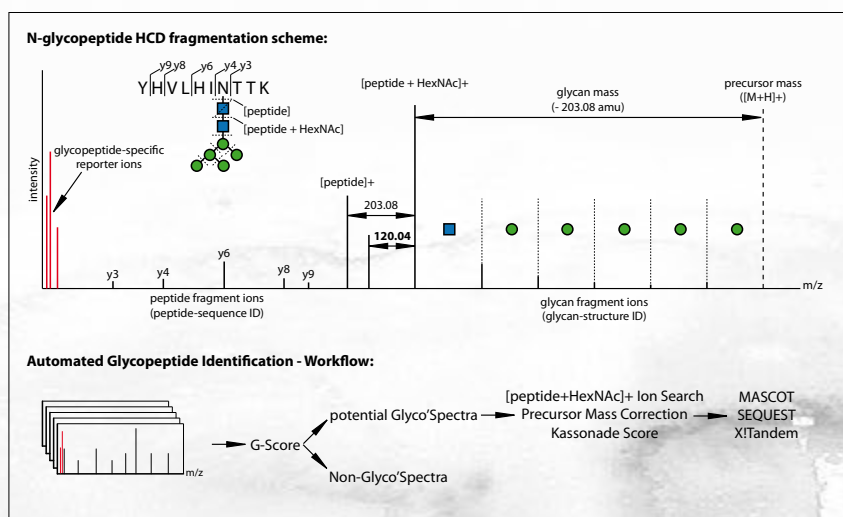 N-glycopeptide HCD fragmentation scheme:
y9 y8 y6 y4 y3
YHVLHINTTK
[peptide]
[peptide + HexNAc]
glycopeptide-specific
reporter ions
intensity
[peptide + HexNAc]+
glycan mass
(- 203.08 amu)
precursor mass
([M+H]+)
[peptide]+
203.08
120.04
y3
y4
y6
y8
y9
m/z
peptide fragment ions
(peptide-sequence ID)
glycan fragment ions
(glycan-structure ID)
Automated Glycopeptide Identification - Workflow:
m/z
G-Score
potential Glyco'Spectra
Non-Glyco'Spectra
[peptide+HexNAc]+ Ion Search
Precursor Mass Correction
Kassonade Score
MASCOT
SEQUEST
X!Tandem